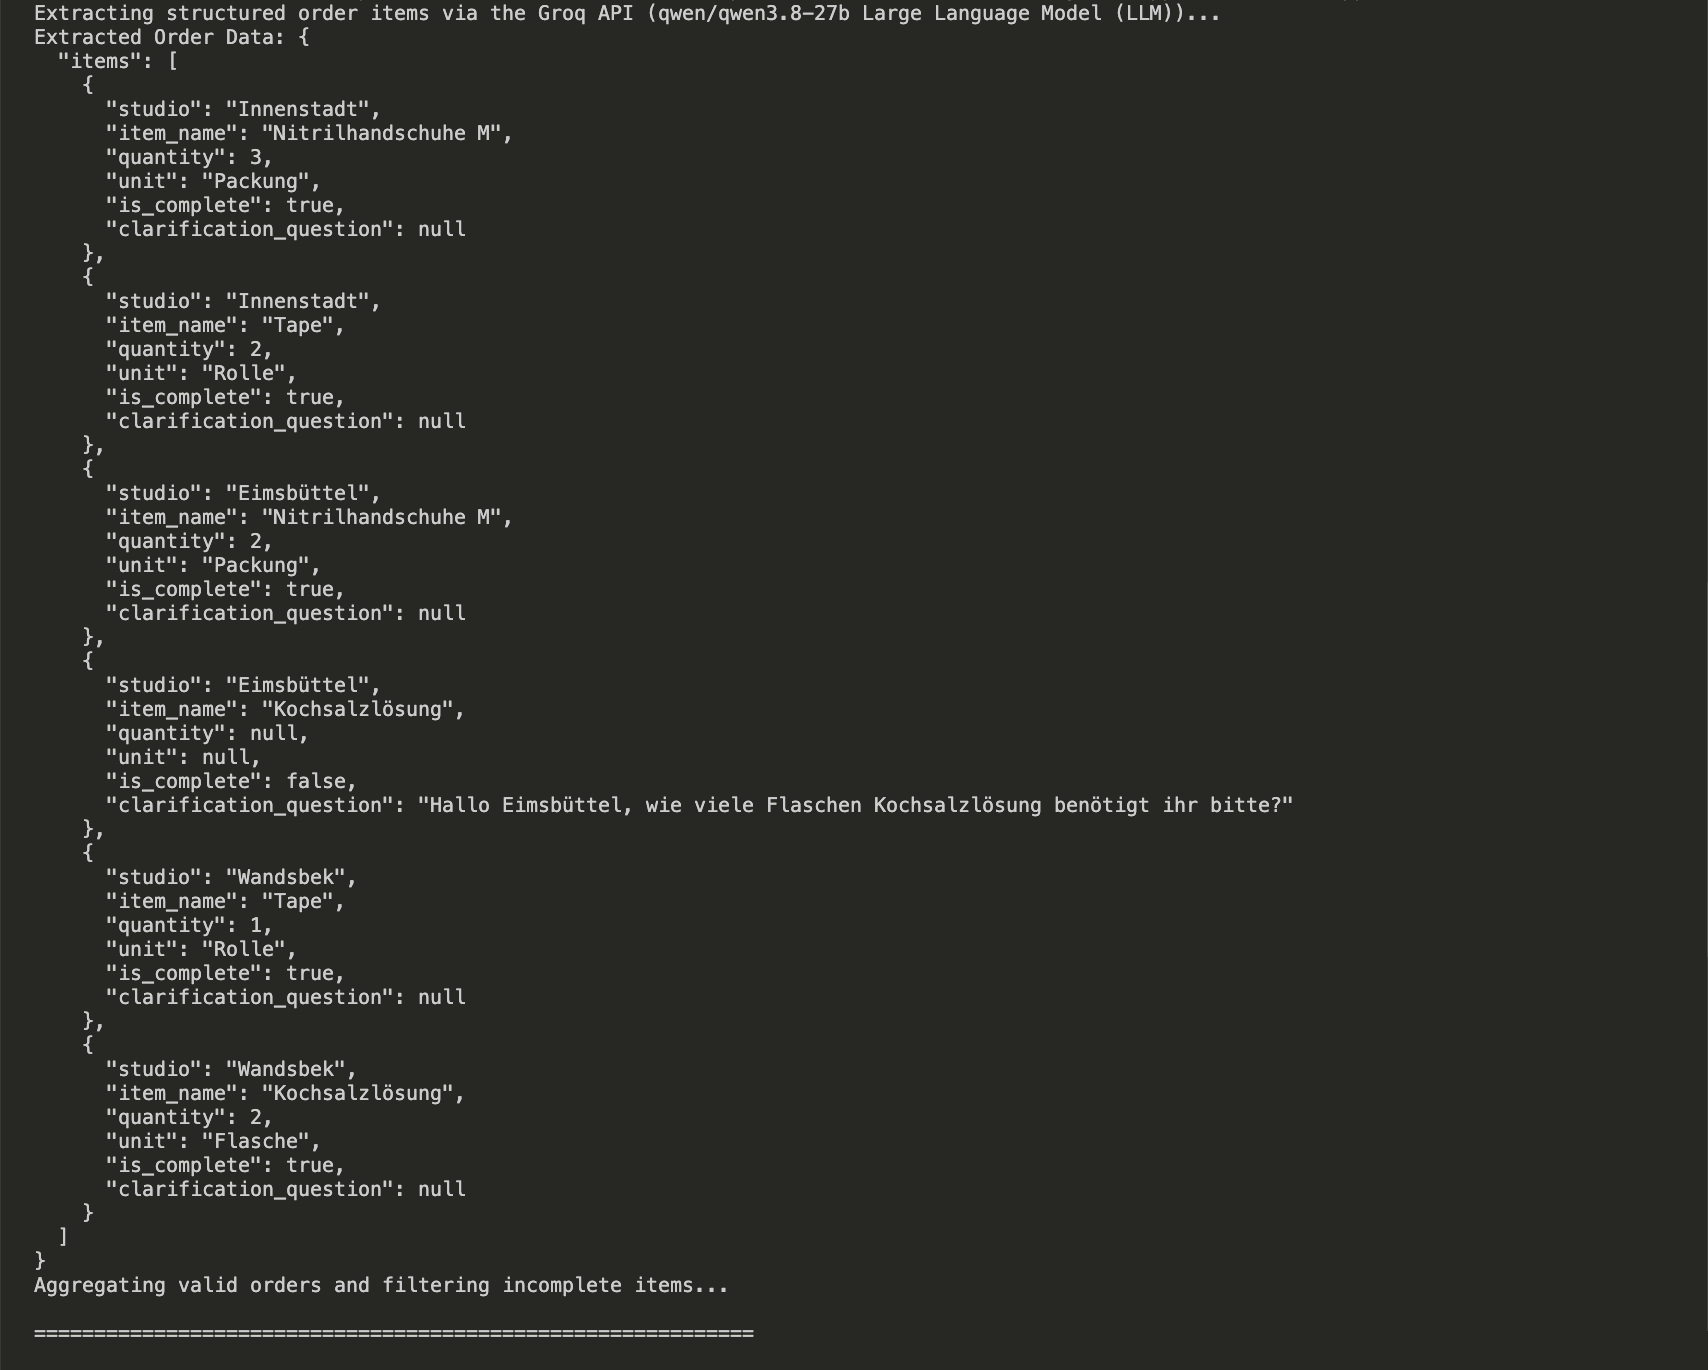 Extracting structured order items via the Groq API (qwen/qwen3.8-27b Large Language Model (LLM))...
Extracted Order Data: {
  "items": [
    {
      "studio": "Innenstadt",
      "item_name": "Nitrilhandschuhe M",
      "quantity": 3,
      "unit": "Packung",
      "is_complete": true,
      "clarification_question": null
    },
    {
      "studio": "Innenstadt",
      "item_name": "Tape",
      "quantity": 2,
      "unit": "Rolle",
      "is_complete": true,
      "clarification_question": null
    },
    {
      "studio": "Eimsbüttel",
      "item_name": "Nitrilhandschuhe M",
      "quantity": 2,
      "unit": "Packung",
      "is_complete": true,
      "clarification_question": null
    },
    {
      "studio": "Eimsbüttel",
      "item_name": "Kochsalzlösung",
      "quantity": null,
      "unit": null,
      "is_complete": false,
      "clarification_question": "Hallo Eimsbüttel, wie viele Flaschen Kochsalzlösung benötigt ihr bitte?"
    },
    {
      "studio": "Wandsbek",
      "item_name": "Tape",
      "quantity": 1,
      "unit": "Rolle",
      "is_complete": true,
      "clarification_question": null
    },
    {
      "studio": "Wandsbek",
      "item_name": "Kochsalzlösung",
      "quantity": 2,
      "unit": "Flasche",
      "is_complete": true,
      "clarification_question": null
    }
  ]
}
Aggregating valid orders and filtering incomplete items...
============================================================